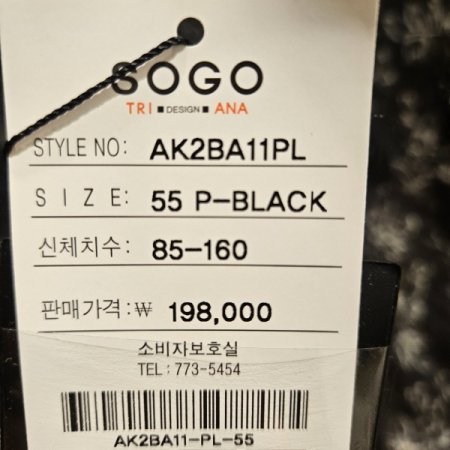 SOGO
TRI ■ DESIGN ■ ANA
STYLE NO: AK2BA11PL
S I Z E: 55 P-BLACK
신체치수: 85-160
판매가격:₩ 198,000
소비자보호실
TEL: 773-5454
AK2BA11-PL-55